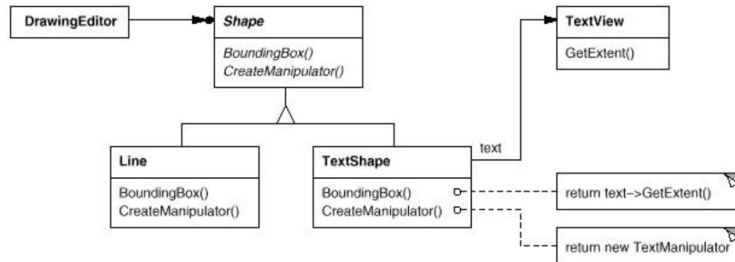 DrawingEditor
Shape
BoundingBox()
CreateManipulator()
TextView
GetExtent()
Line
BoundingBox()
CreateManipulator()
TextShape
BoundingBox()
CreateManipulator()
text
return text->GetExtent()
return new TextManipulator